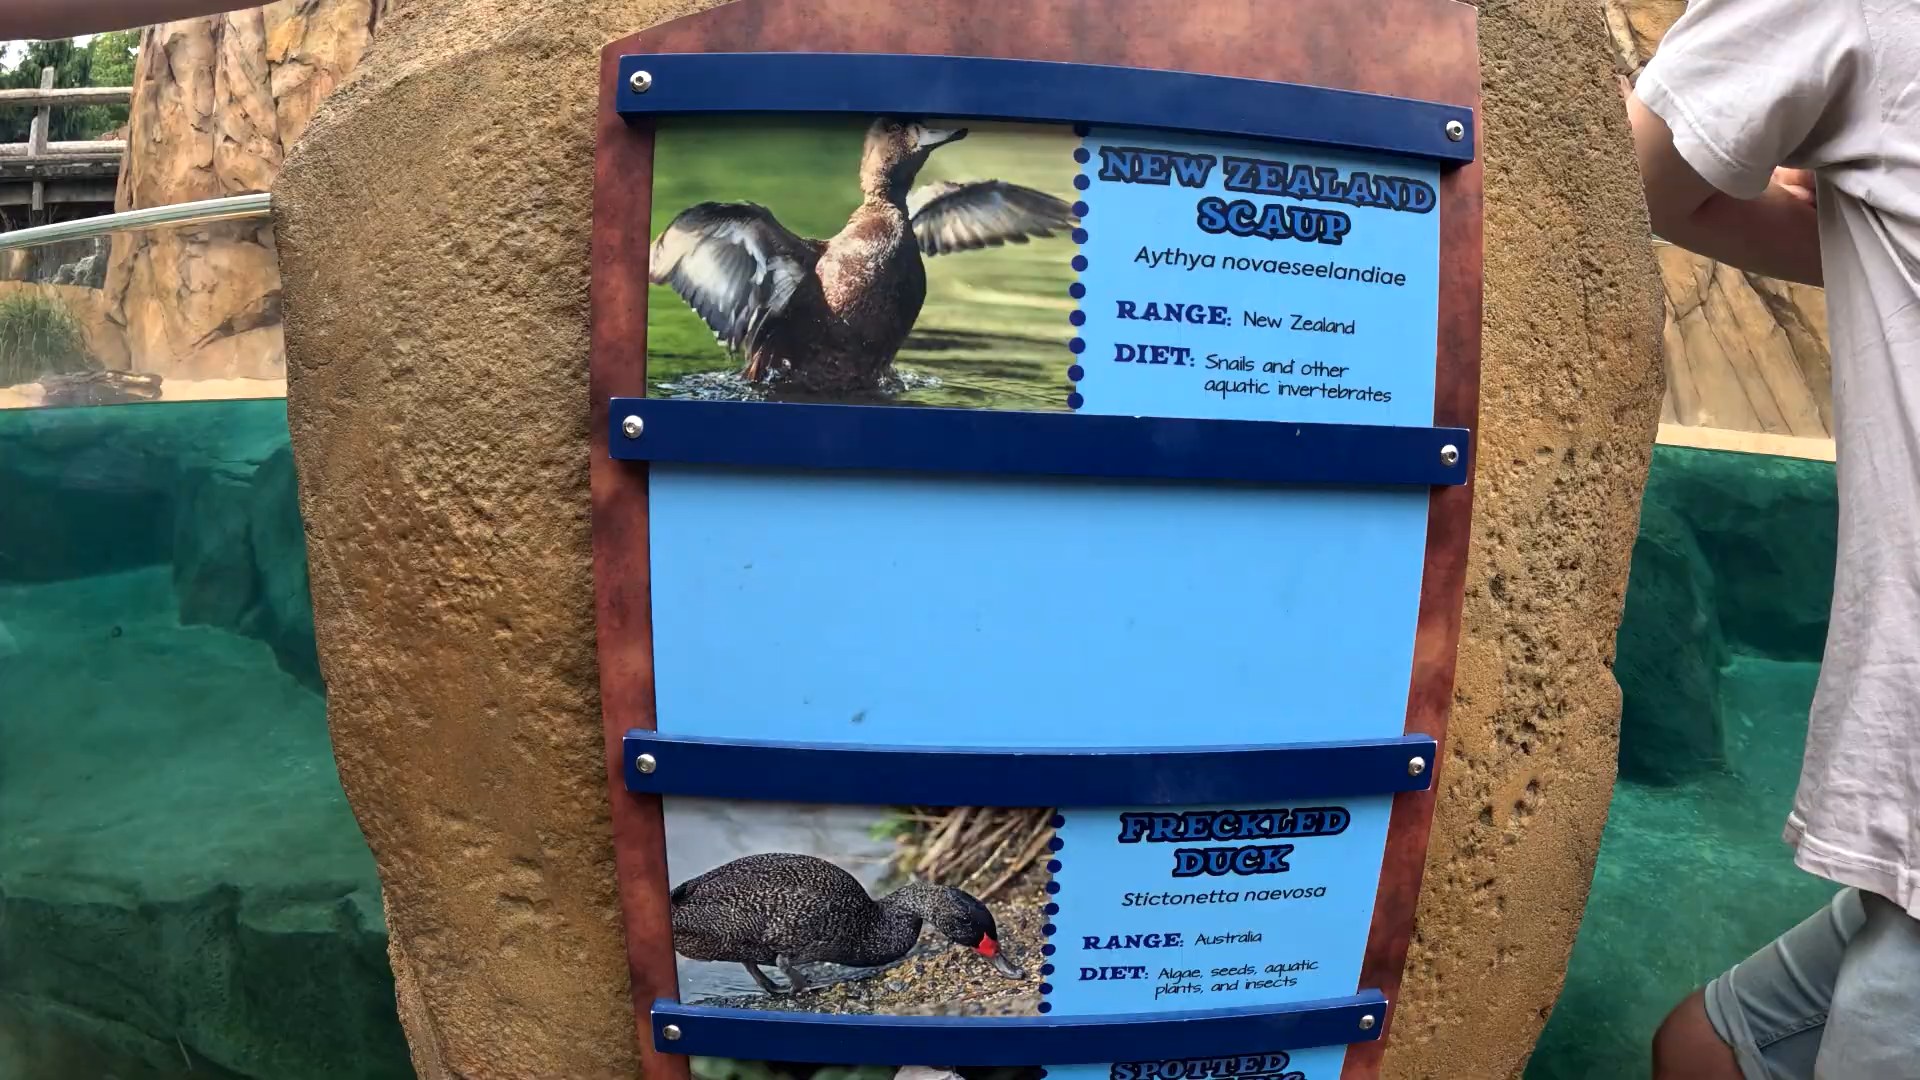 NEW ZEALAND
SCAUP
Aythya novaeseelandiae
RANGE: New Zealand
DIET: Snails and other
aquatic invertebrates
FRECKLED
DUCK
Stictonetta naevosa
RANGE: Australia
DIET: Algae, seeds, aquatic
plants, and insects
SPOTTED